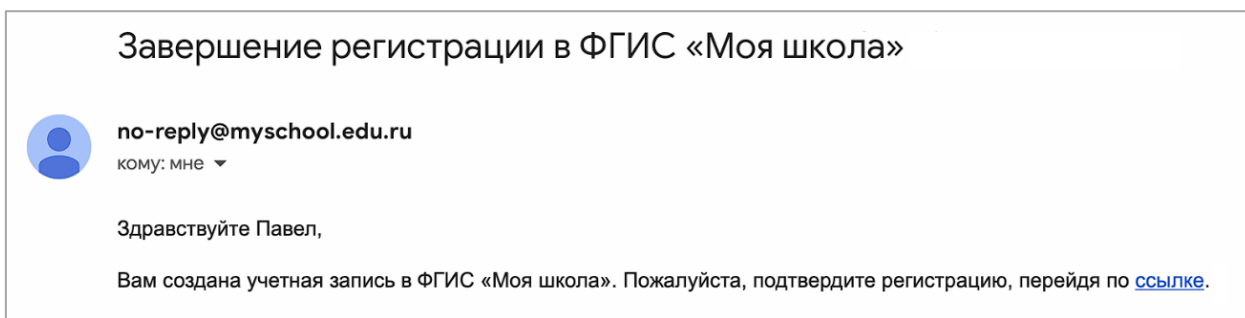 Завершение регистрации в ФГИС «Моя школа»
no-reply@myschool.edu.ru
кому: мне
Здравствуйте Павел,
Вам создана учетная запись в ФГИС «Моя школа». Пожалуйста, подтвердите регистрацию, перейдя по ссылке.